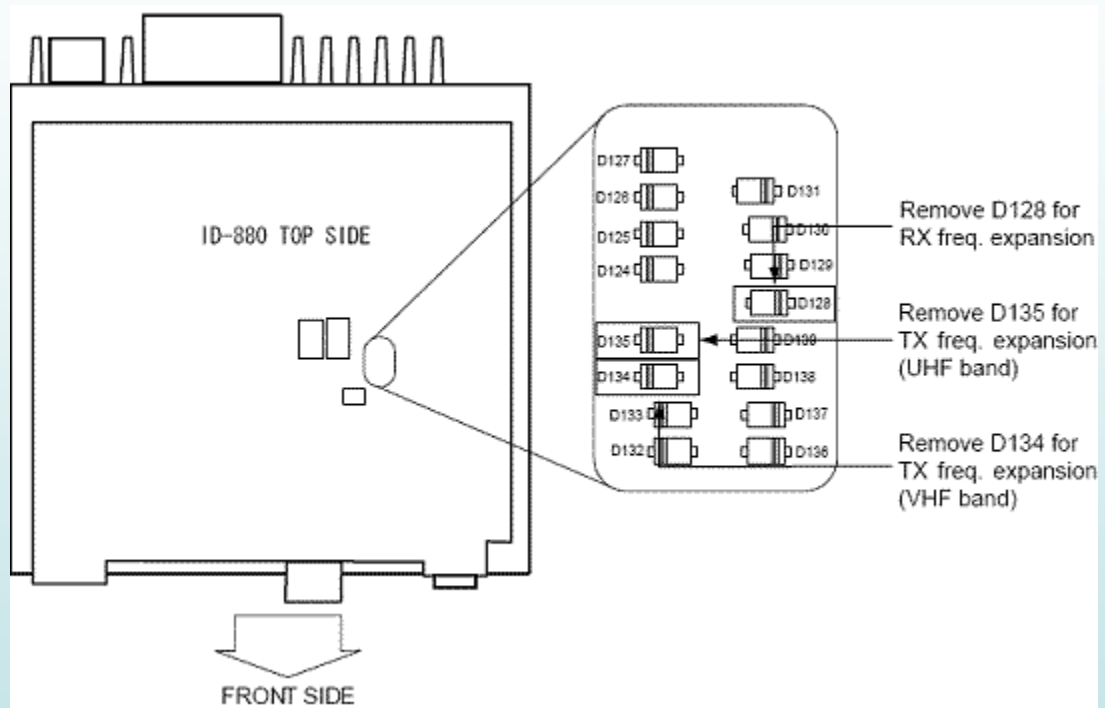 ID-880 TOP SIDE
D127
D131
D126
D130
D125
D129
D124
D128
D135
D139
D134
D138
D133
D137
D132
D136
Remove D128 for
RX freq. expansion
Remove D135 for
TX freq. expansion
(UHF band)
Remove D134 for
TX freq. expansion
(VHF band)
FRONT SIDE